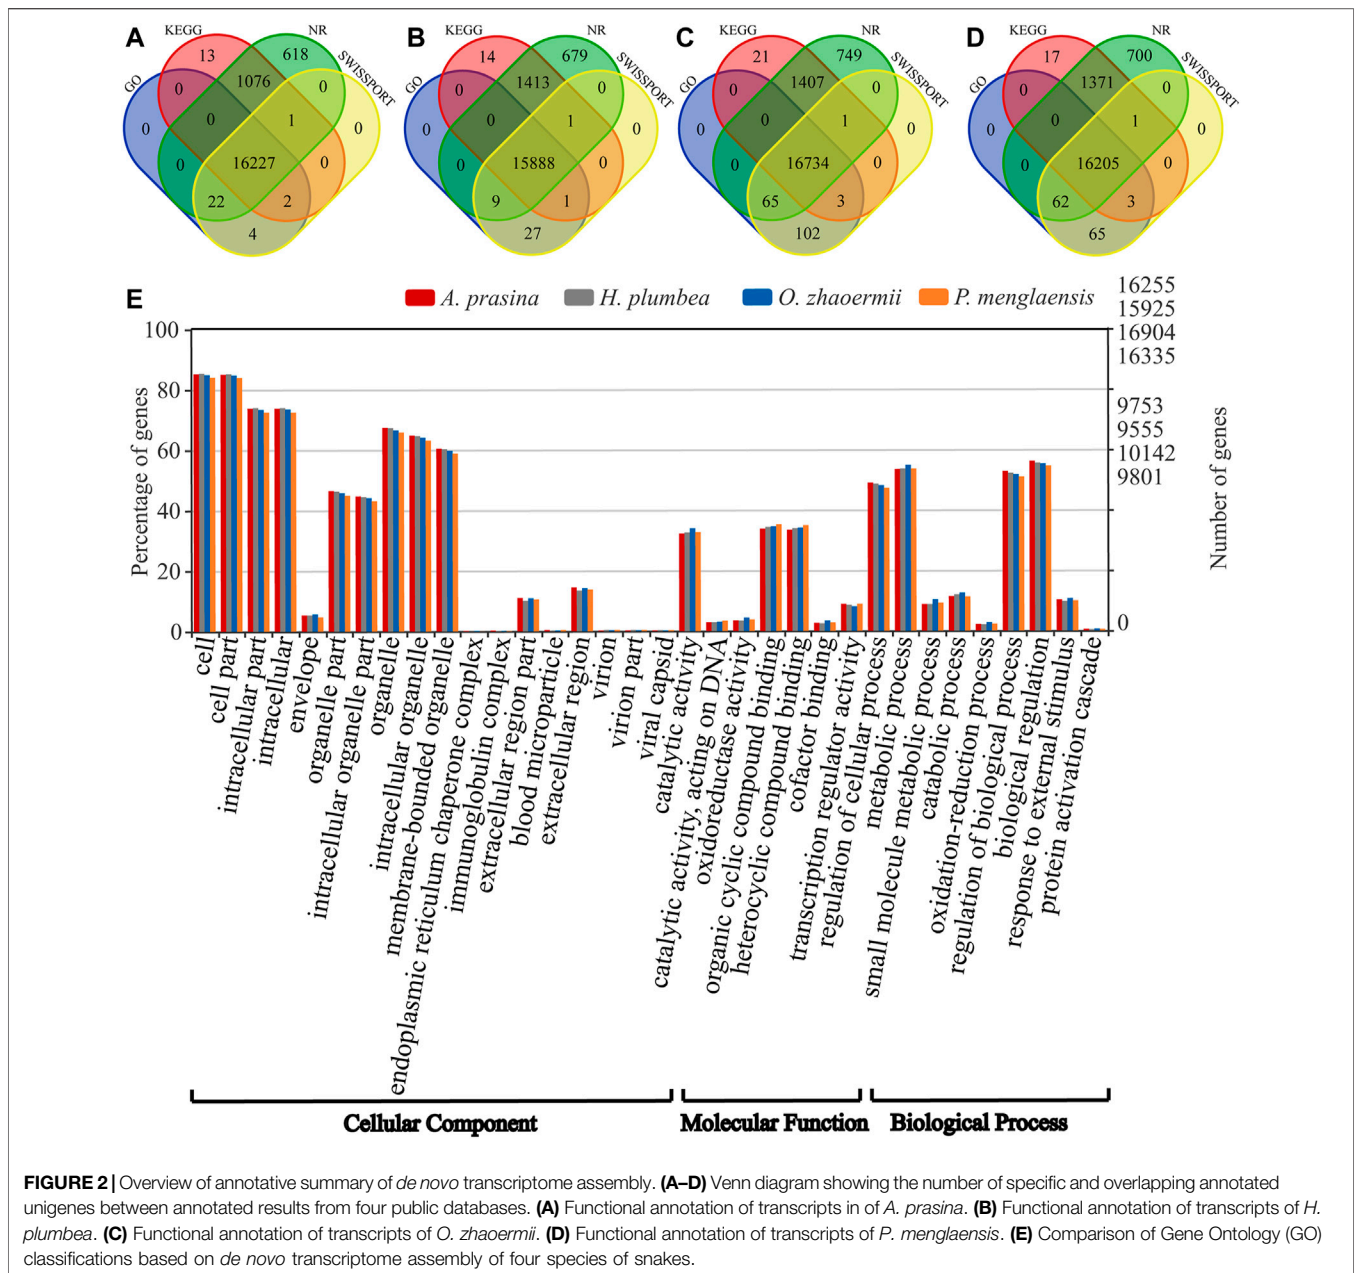 A
KEGG
NR
GO
SWISSPORT
13
618
0
1076
0
0
0
1
0
0
16227
0
22
2
4
B
KEGG
NR
GO
SWISSPORT
14
679
0
1413
0
0
0
1
0
0
15888
0
9
1
27
C
KEGG
NR
GO
SWISSPORT
21
749
0
1407
0
0
0
1
0
0
16734
0
65
3
102
D
KEGG
NR
GO
SWISSPORT
17
700
0
1371
0
0
0
1
0
0
16205
0
62
3
65
E
A. prasina
H. plumbea
O. zhaoermii
P. menglaensis
16255
15925
16904
16335
9753
9555
10142
9801
0
Number of genes
100
80
60
40
20
0
Percentage of genes
cell
cell part
intracellular part
intracellular
envelope
organelle part
intracellular organelle part
organelle
intracellular organelle
membrane-bounded organelle
endoplasmic reticulum chaperone complex
immunoglobulin complex
extracellular region part
blood microparticle
extracellular region
virion
virion part
viral capsid
catalytic activity
catalytic activity, acting on DNA
oxidoreductase activity
organic cyclic compound binding
heterocyclic compound binding
cofactor binding
transcription regulator activity
regulation of cellular process
metabolic process
small molecule metabolic process
catabolic process
oxidation-reduction process
regulation of biological process
biological regulation
response to external stimulus
protein activation cascade
Cellular Component
Molecular Function
Biological Process
FIGURE 2 | Overview of annotative summary of de novo transcriptome assembly. (A–D) Venn diagram showing the number of specific and overlapping annotated
unigenes between annotated results from four public databases. (A) Functional annotation of transcripts in of A. prasina. (B) Functional annotation of transcripts of H.
plumbea. (C) Functional annotation of transcripts of O. zhaoermii. (D) Functional annotation of transcripts of P. menglaensis. (E) Comparison of Gene Ontology (GO)
classifications based on de novo transcriptome assembly of four species of snakes.